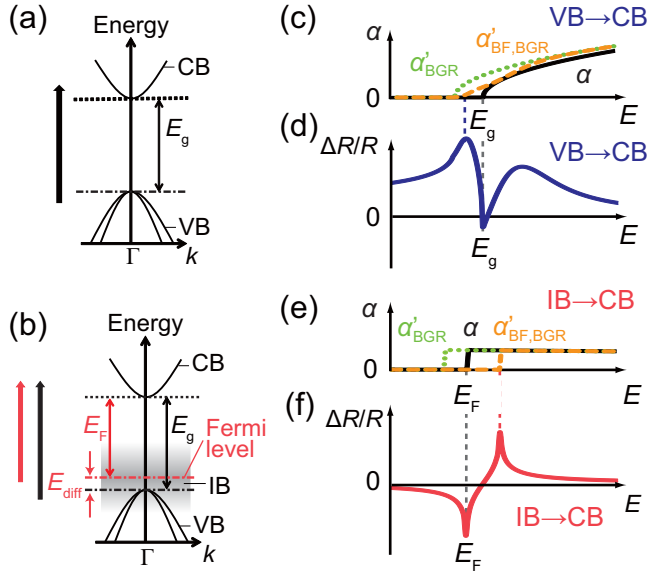 (a)
Energy
CB
E_g
VB
Γ
k
(b)
Energy
CB
E_F
E_g
Fermi
level
E_diff
IB
VB
Γ
k
(c)
VB→CB
α
α'_BGR
α'_BF,BGR
α
0
E_g
E
(d)
ΔR/R
VB→CB
0
E_g
E
(e)
IB→CB
α
α'_BGR
α
α'_BF,BGR
0
E_F
E
(f)
ΔR/R
0
E
IB→CB
E_F